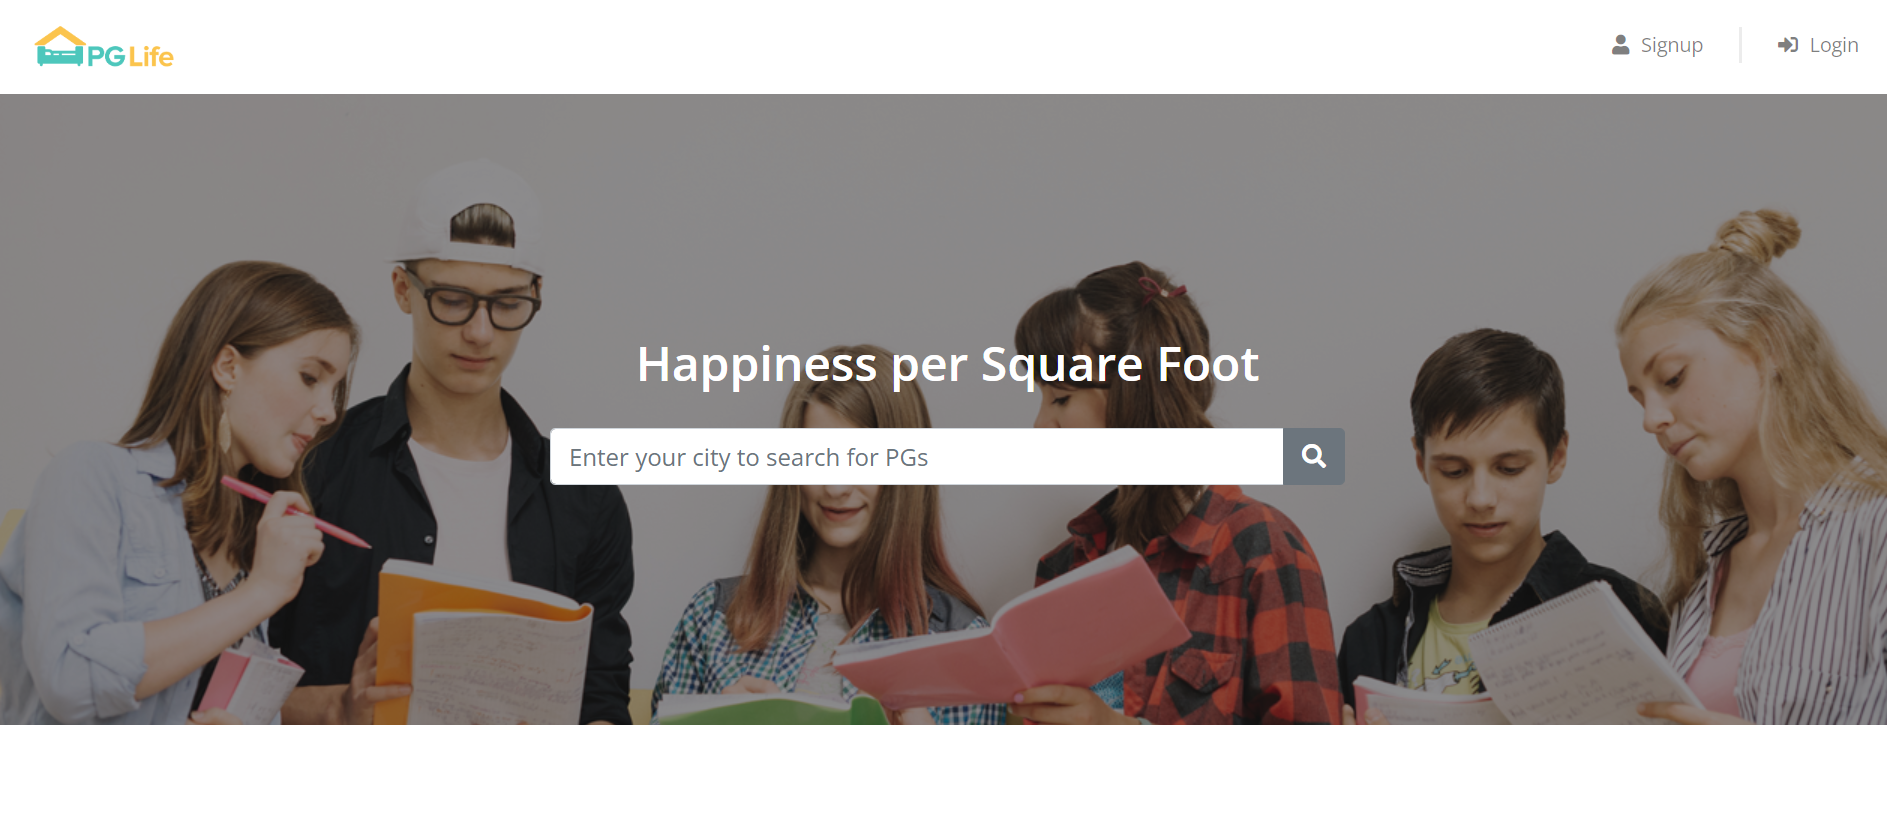 PG Life
Signup
Login
Happiness per Square Foot
Enter your city to search for PGs